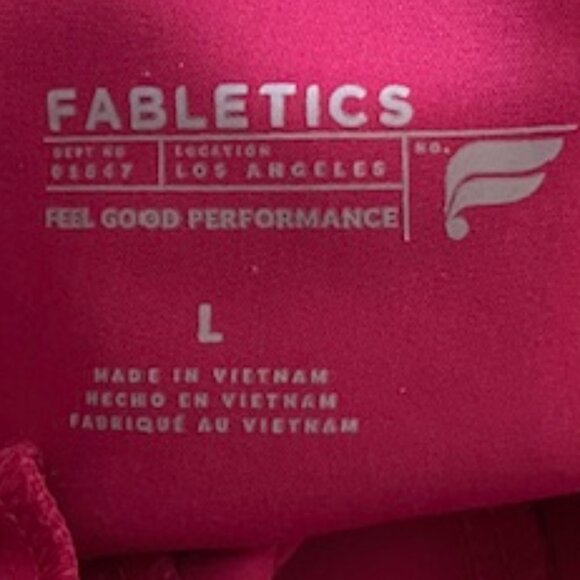 FABLETICS
DEPT NO LOCATION NO.
01847 LOS ANGELES
FEEL GOOD PERFORMANCE
L
MADE IN VIETNAM
HECHO EN VIETNAM
FABRIQUÉ AU VIETNAM